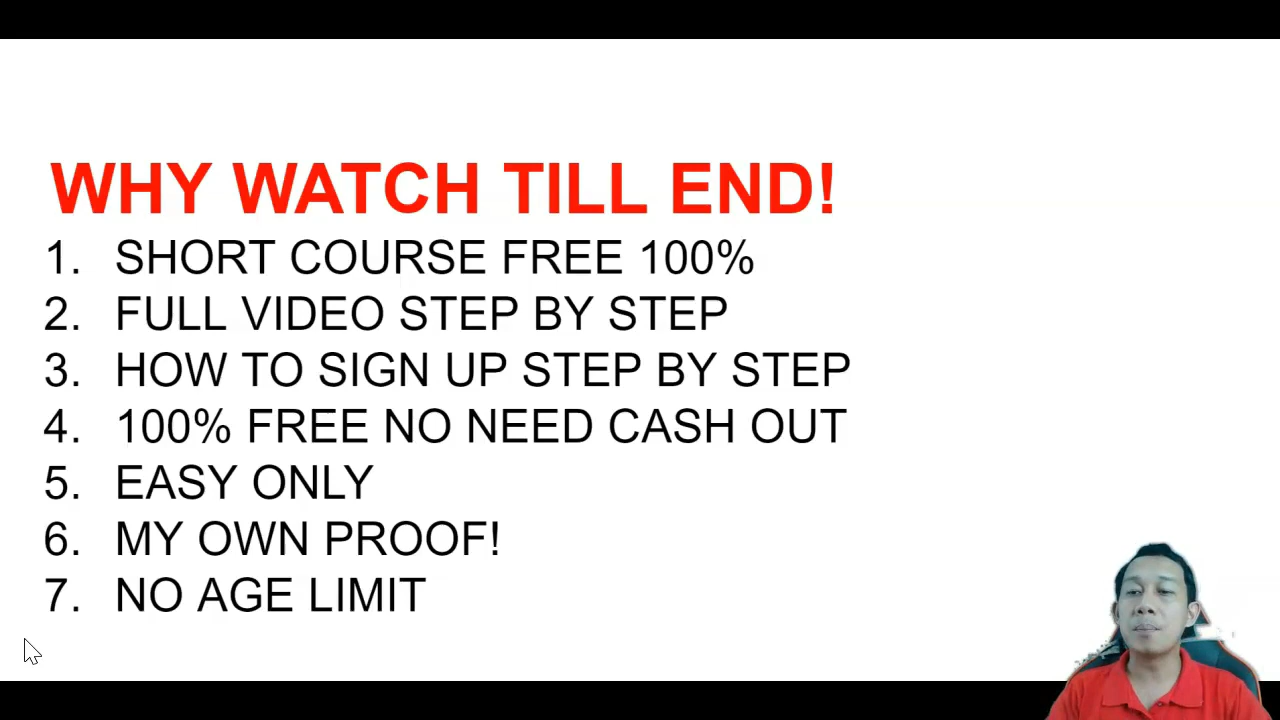 WHY WATCH TILL END!
1. SHORT COURSE FREE 100%
2. FULL VIDEO STEP BY STEP
3. HOW TO SIGN UP STEP BY STEP
4. 100% FREE NO NEED CASH OUT
5. EASY ONLY
6. MY OWN PROOF!
7. NO AGE LIMIT